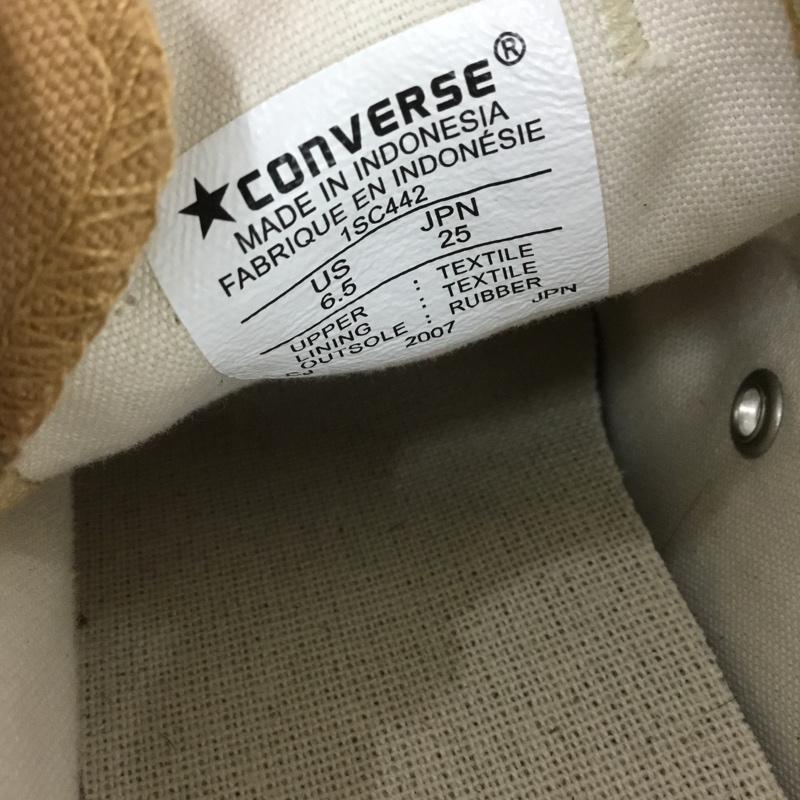 ★CONVERSE®
MADE IN INDONESIA
FABRIQUE EN INDONÉSIE
1SC442
US JPN
6.5 25
UPPER : TEXTILE
LINING : TEXTILE
OUTSOLE : RUBBER
2007 JPN